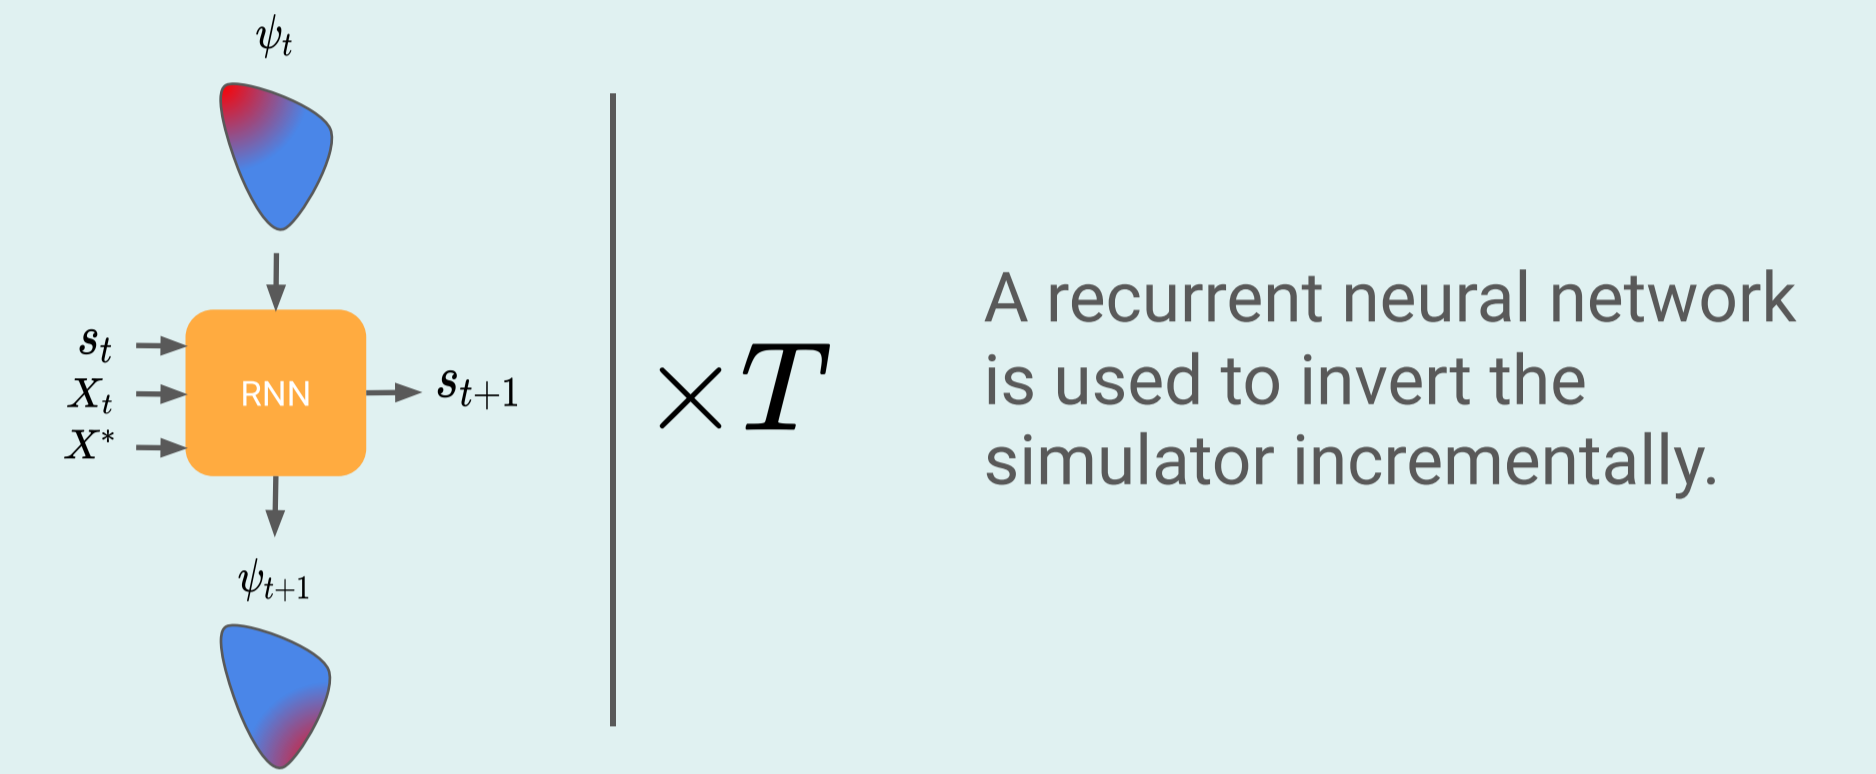 ψ_t
s_t
X_t
X*
RNN
s_{t+1}
ψ_{t+1}
×T
A recurrent neural network
is used to invert the
simulator incrementally.